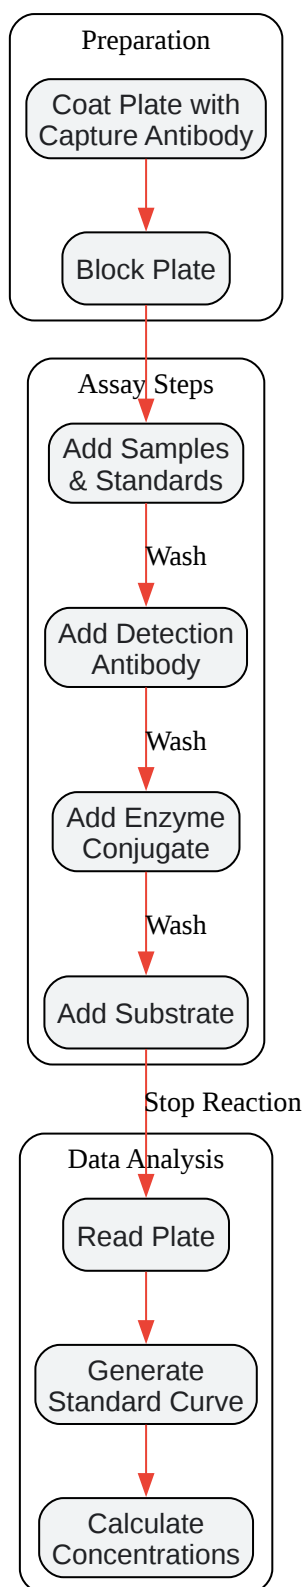 Preparation
Coat Plate with
Capture Antibody
Block Plate
Assay Steps
Add Samples
& Standards
Wash
Add Detection
Antibody
Wash
Add Enzyme
Conjugate
Wash
Add Substrate
Stop Reaction
Data Analysis
Read Plate
Generate
Standard Curve
Calculate
Concentrations